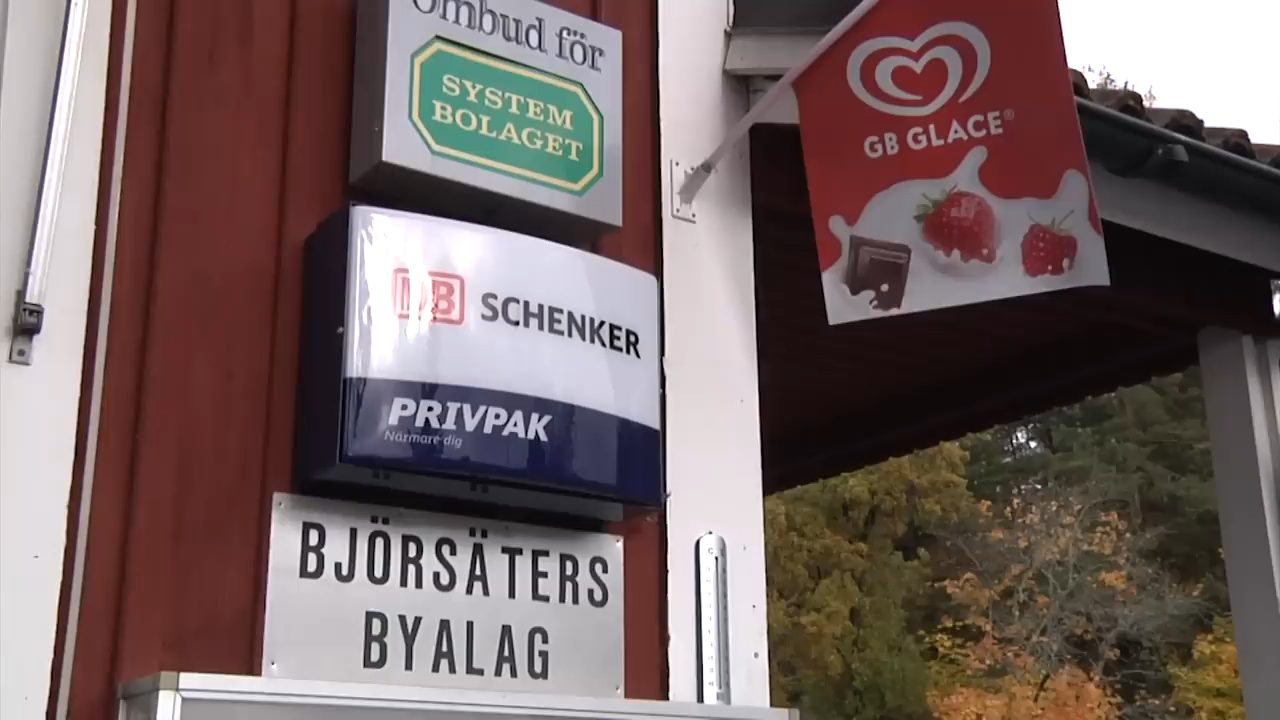 Ombud för
SYSTEM
BOLAGET
DB SCHENKER
PRIVPAK
Närmare dig
BJÖRSÄTERS
BYALAG
GB GLACE®
C